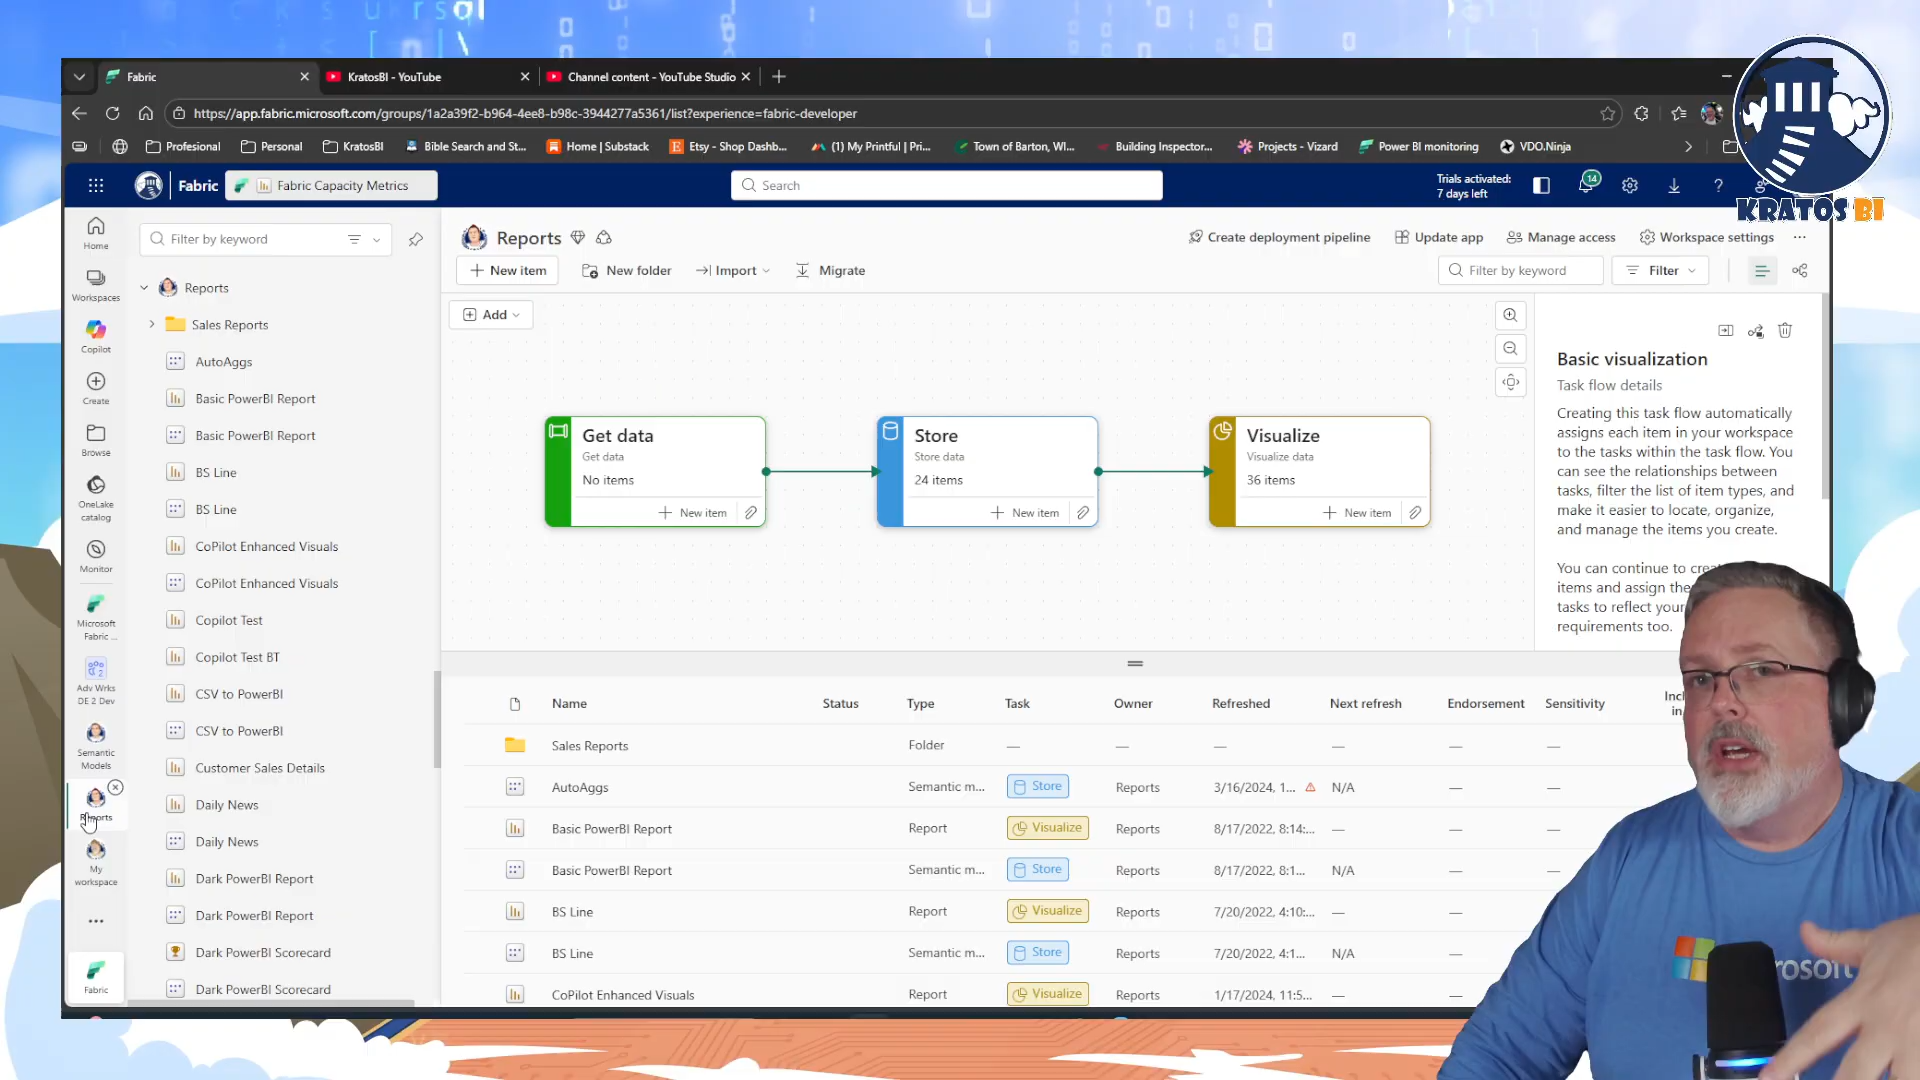 KRATOS BI
Fabric
KratosBI - YouTube
Channel content - YouTube Studio
https://app.fabric.microsoft.com/groups/1a2a39f2-b964-4ee8-b98c-3944277a5361/list?experience=fabric-developer
Profesional
Personal
KratosBI
Bible Search and St...
Home | Substack
Etsy - Shop Dashb...
(1) My Printful | Pri...
Town of Barton, WI...
Building Inspector...
Projects - Vizard
Power BI monitoring
VDO.Ninja
Fabric
Fabric Capacity Metrics
Search
Trials activated:
7 days left
14
Home
Workspaces
Copilot
Create
Browse
OneLake
catalog
Monitor
Microsoft
Fabric ...
Adv Wrks
DE 2 Dev
Semantic
Models
My
workspace
Fabric
Filter by keyword
Reports
Sales Reports
AutoAggs
Basic PowerBI Report
Basic PowerBI Report
BS Line
BS Line
CoPilot Enhanced Visuals
CoPilot Enhanced Visuals
Copilot Test
Copilot Test BT
CSV to PowerBI
CSV to PowerBI
Customer Sales Details
Daily News
Daily News
Dark PowerBI Report
Dark PowerBI Report
Dark PowerBI Scorecard
Dark PowerBI Scorecard
Reports
Create deployment pipeline
Update app
Manage access
Workspace settings
New item
New folder
Import
Migrate
Filter by keyword
Filter
Add
Get data
Get data
No items
New item
Store
Store data
24 items
New item
Visualize
Visualize data
36 items
New item
Basic visualization
Task flow details
Creating this task flow automatically
assigns each item in your workspace
to the tasks within the task flow. You
can see the relationships between
tasks, filter the list of item types, and
make it easier to locate, organize,
and manage the items you create.
You can continue to
items and assign
tasks to reflect your
requirements too.
Name Status Type Task Owner Refreshed Next refresh Endorsement Sensitivity
Sales Reports Folder — — — — — —
AutoAggs Semantic m... Store Reports 3/16/2024, 1... N/A — —
Basic PowerBI Report Report Visualize Reports 8/17/2022, 8:14:... — — —
Basic PowerBI Report Semantic m... Store Reports 8/17/2022, 8:1... N/A — —
BS Line Report Visualize Reports 7/20/2022, 4:10:... — — —
BS Line Semantic m... Store Reports 7/20/2022, 4:1... N/A — —
CoPilot Enhanced Visuals Report Visualize Reports 1/17/2024, 11:5... — — —